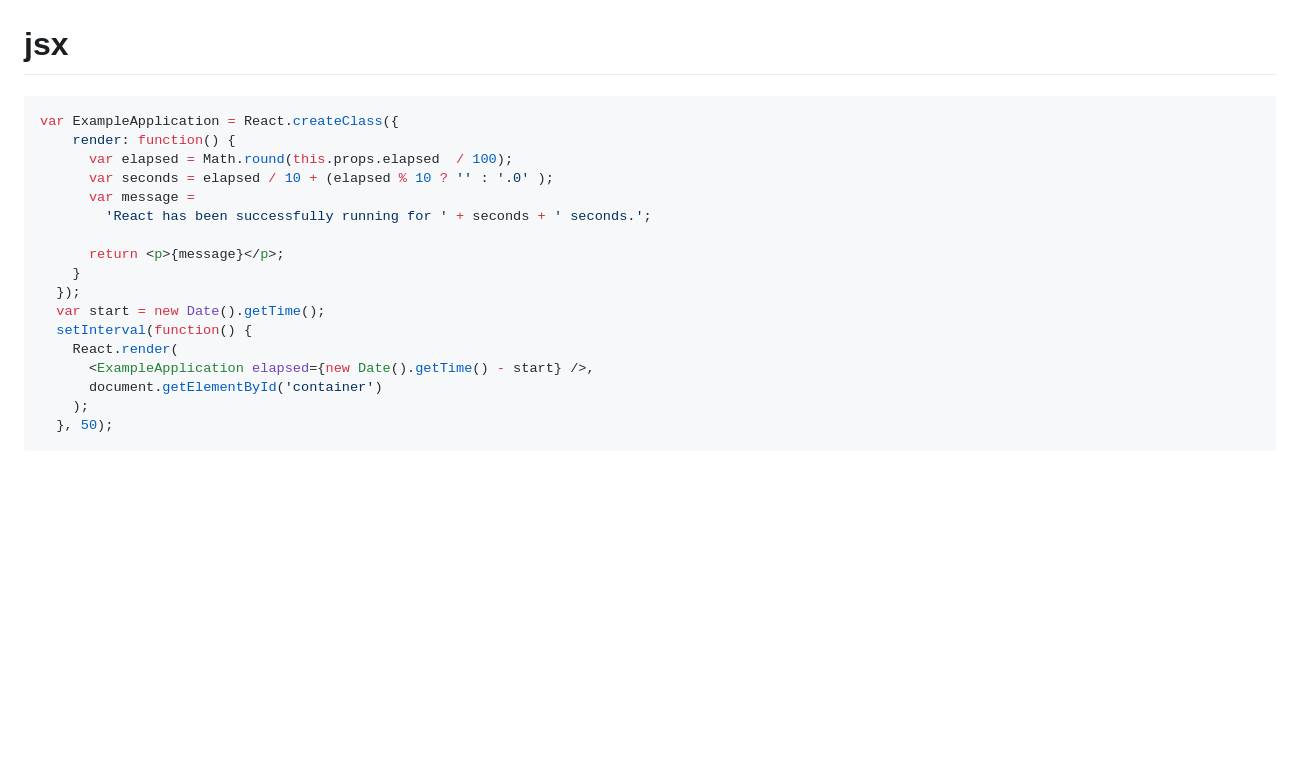 jsx
var ExampleApplication = React.createClass({
    render: function() {
      var elapsed = Math.round(this.props.elapsed  / 100);
      var seconds = elapsed / 10 + (elapsed % 10 ? '' : '.0' );
      var message =
        'React has been successfully running for ' + seconds + ' seconds.';

      return <p>{message}</p>;
    }
  });
  var start = new Date().getTime();
  setInterval(function() {
    React.render(
      <ExampleApplication elapsed={new Date().getTime() - start} />,
      document.getElementById('container')
    );
  }, 50);